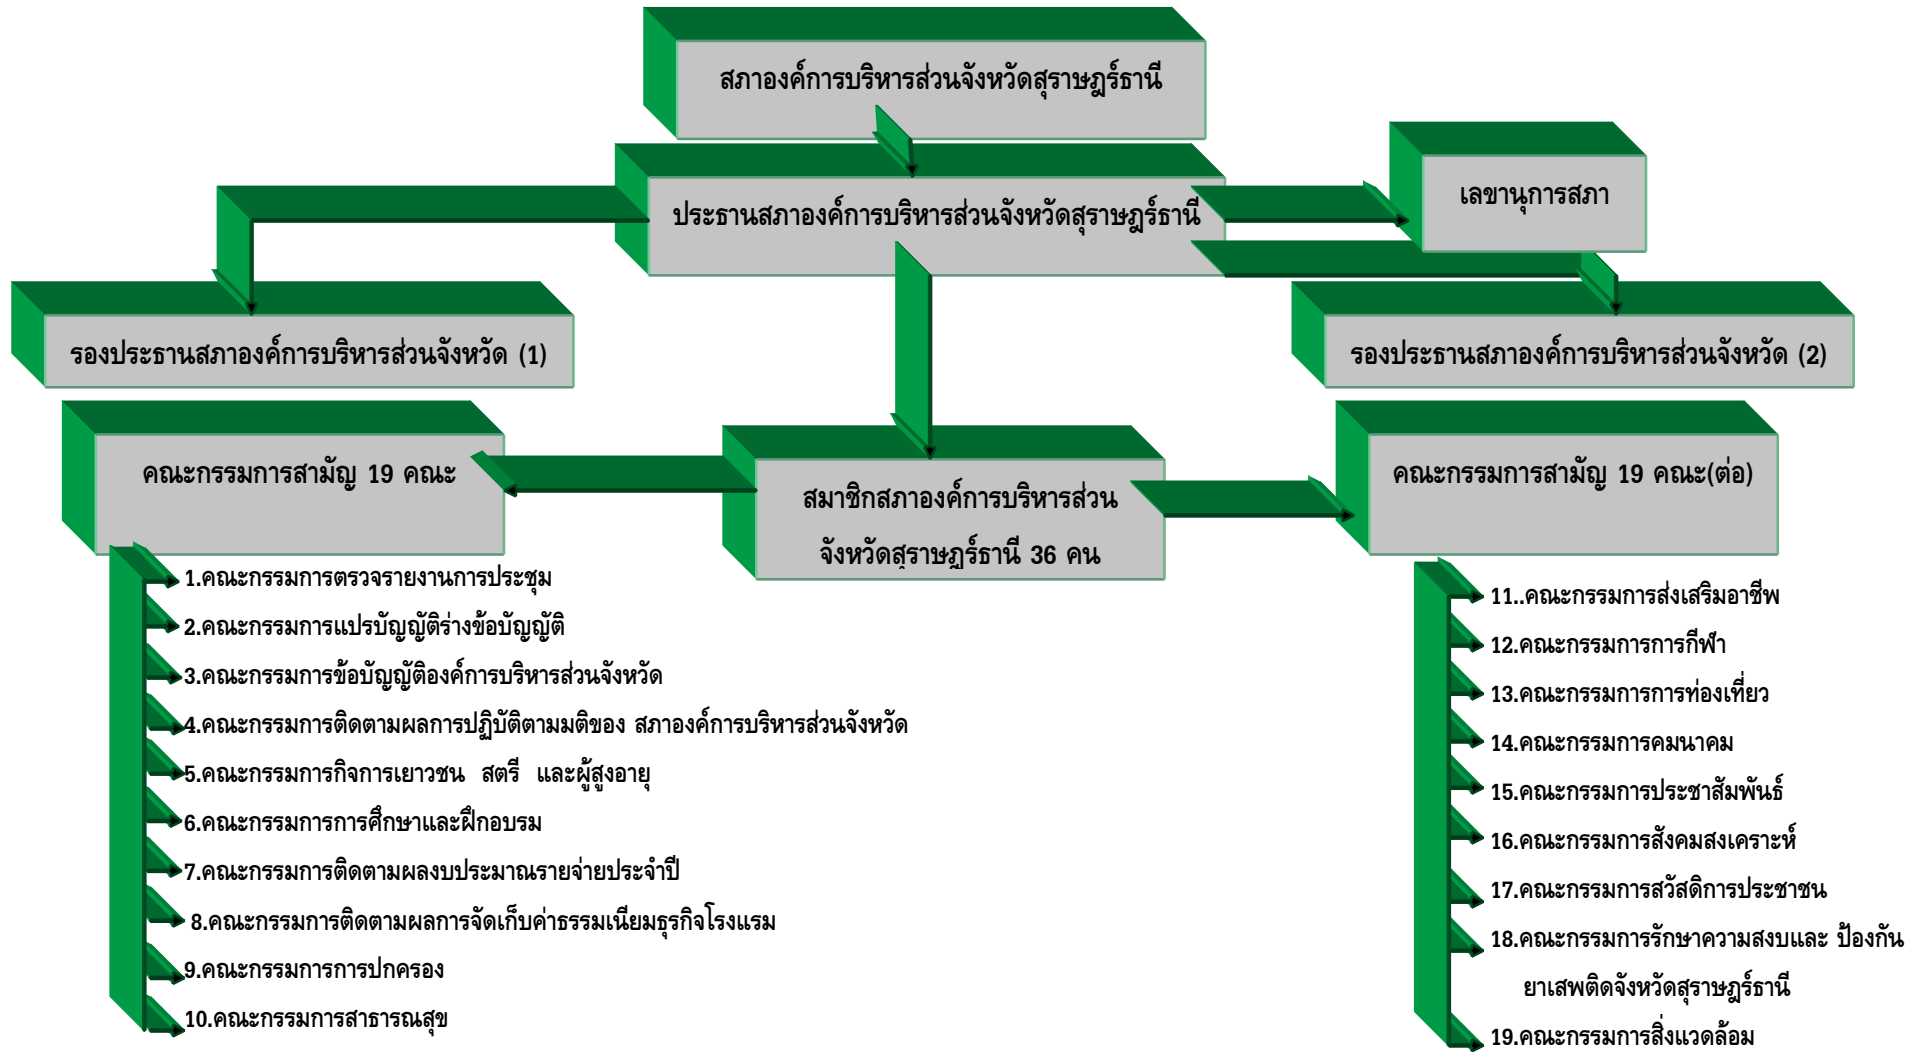 สภาองค์การบริหารส่วนจังหวัดสุราษฎร์ธานี
ประธานสภาองค์การบริหารส่วนจังหวัดสุราษฎร์ธานี
เลขานุการสภา
รองประธานสภาองค์การบริหารส่วนจังหวัด (1)
รองประธานสภาองค์การบริหารส่วนจังหวัด (2)
คณะกรรมการสามัญ 19 คณะ
สมาชิกสภาองค์การบริหารส่วน
จังหวัดสุราษฎร์ธานี 36 คน
คณะกรรมการสามัญ 19 คณะ(ต่อ)
1.คณะกรรมการตรวจรายงานการประชุม
2.คณะกรรมการแปรบัญญัติร่างข้อบัญญัติ
3.คณะกรรมการข้อบัญญัติองค์การบริหารส่วนจังหวัด
4.คณะกรรมการติดตามผลการปฏิบัติตามมติของ สภาองค์การบริหารส่วนจังหวัด
5.คณะกรรมการกิจการเยาวชน สตรี และผู้สูงอายุ
6.คณะกรรมการการศึกษาและฝึกอบรม
7.คณะกรรมการติดตามผลงบประมาณรายจ่ายประจำปี
8.คณะกรรมการติดตามผลการจัดเก็บค่าธรรมเนียมธุรกิจโรงแรม
9.คณะกรรมการการปกครอง
10.คณะกรรมการสาธารณสุข
11..คณะกรรมการส่งเสริมอาชีพ
12.คณะกรรมการการกีฬา
13.คณะกรรมการการท่องเที่ยว
14.คณะกรรมการคมนาคม
15.คณะกรรมการประชาสัมพันธ์
16.คณะกรรมการสังคมสงเคราะห์
17.คณะกรรมการสวัสดิการประชาชน
18.คณะกรรมการรักษาความสงบและ ป้องกัน
ยาเสพติดจังหวัดสุราษฎร์ธานี
19.คณะกรรมการสิ่งแวดล้อม